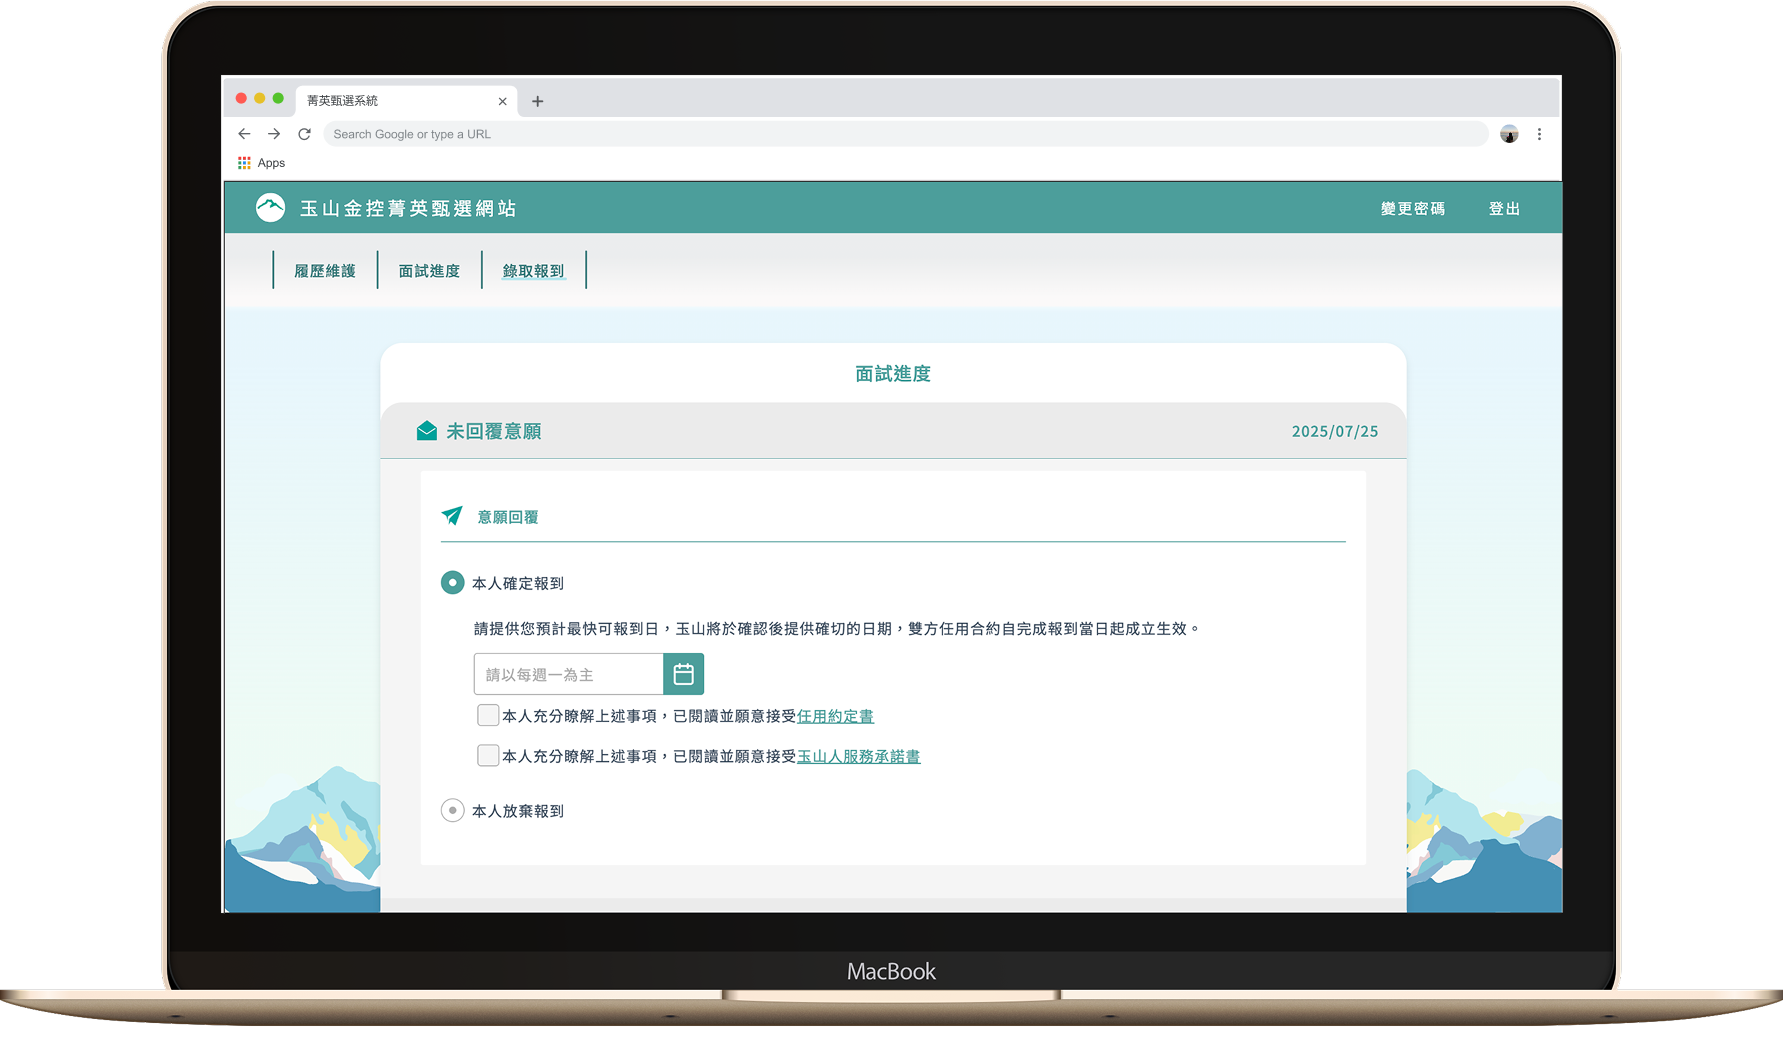 菁英甄選系統
Search Google or type a URL
Apps
玉山金控菁英甄選網站
變更密碼
登出
履歷維護
面試進度
錄取報到
面試進度
未回覆意願
2025/07/25
意願回覆
本人確定報到
請提供您預計最快可報到日，玉山將於確認後提供確切的日期，雙方任用合約自完成報到當日起成立生效。
請以每週一為主
本人充分瞭解上述事項，已閱讀並願意接受任用約定書
本人充分瞭解上述事項，已閱讀並願意接受玉山人服務承諾書
本人放棄報到
MacBook